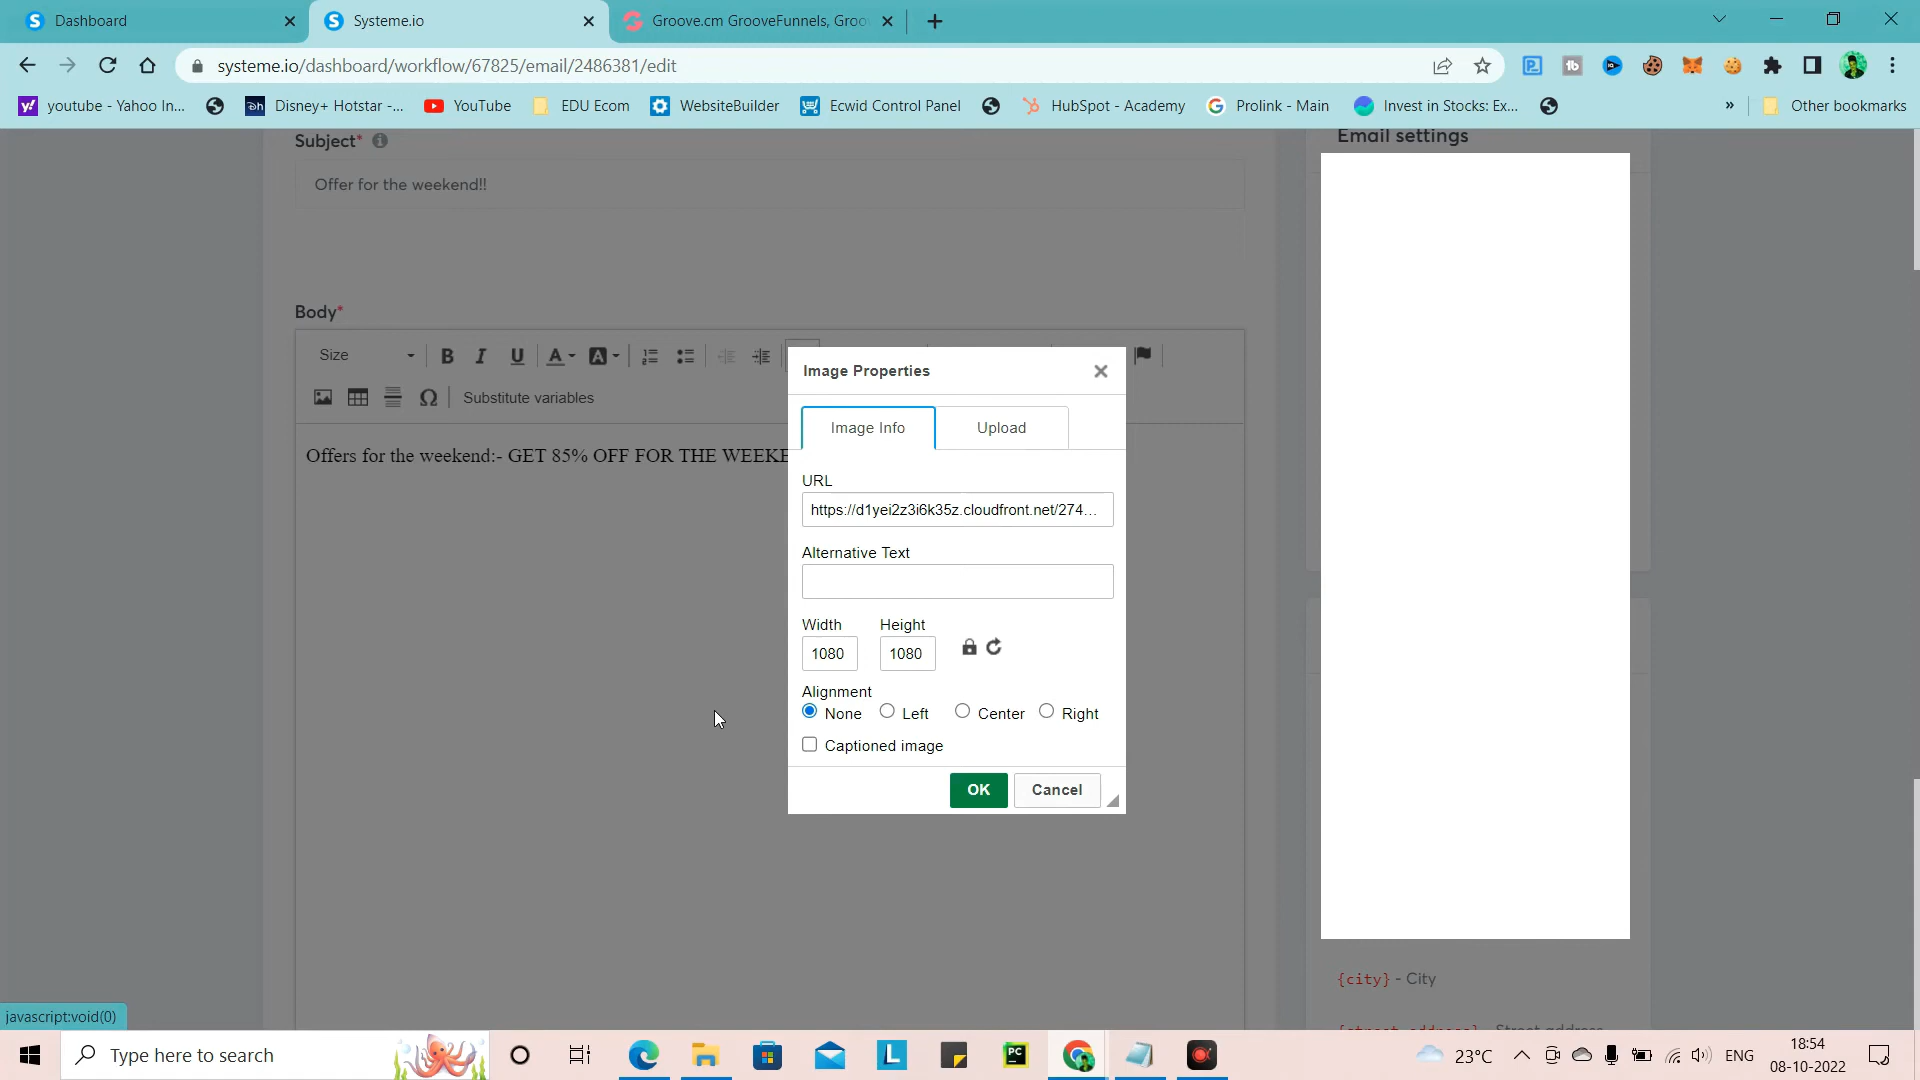 Dashboard
Systeme.io
Groove.cm GrooveFunnels, Groo
systeme.io/dashboard/workflow/67825/email/2486381/edit
youtube - Yahoo In...
Disney+ Hotstar -...
YouTube
EDU Ecom
WebsiteBuilder
Ecwid Control Panel
HubSpot - Academy
Prolink - Main
Invest in Stocks: Ex...
»
Other bookmarks
Subject*
Email settings
Offer for the weekend!!
Body*
Size
B
I
U
A
A
Substitute variables
Offers for the weekend:- GET 85% OFF FOR THE WEEKE
Image Properties
Image Info
Upload
URL
https://d1yei2z3i6k35z.cloudfront.net/274...
Alternative Text
Width
Height
1080
1080
Alignment
None
Left
Center
Right
Captioned image
OK
Cancel
{city} - City
{street_address} - Street address
javascript:void(0)
Type here to search
23°C
ENG
18:54
08-10-2022